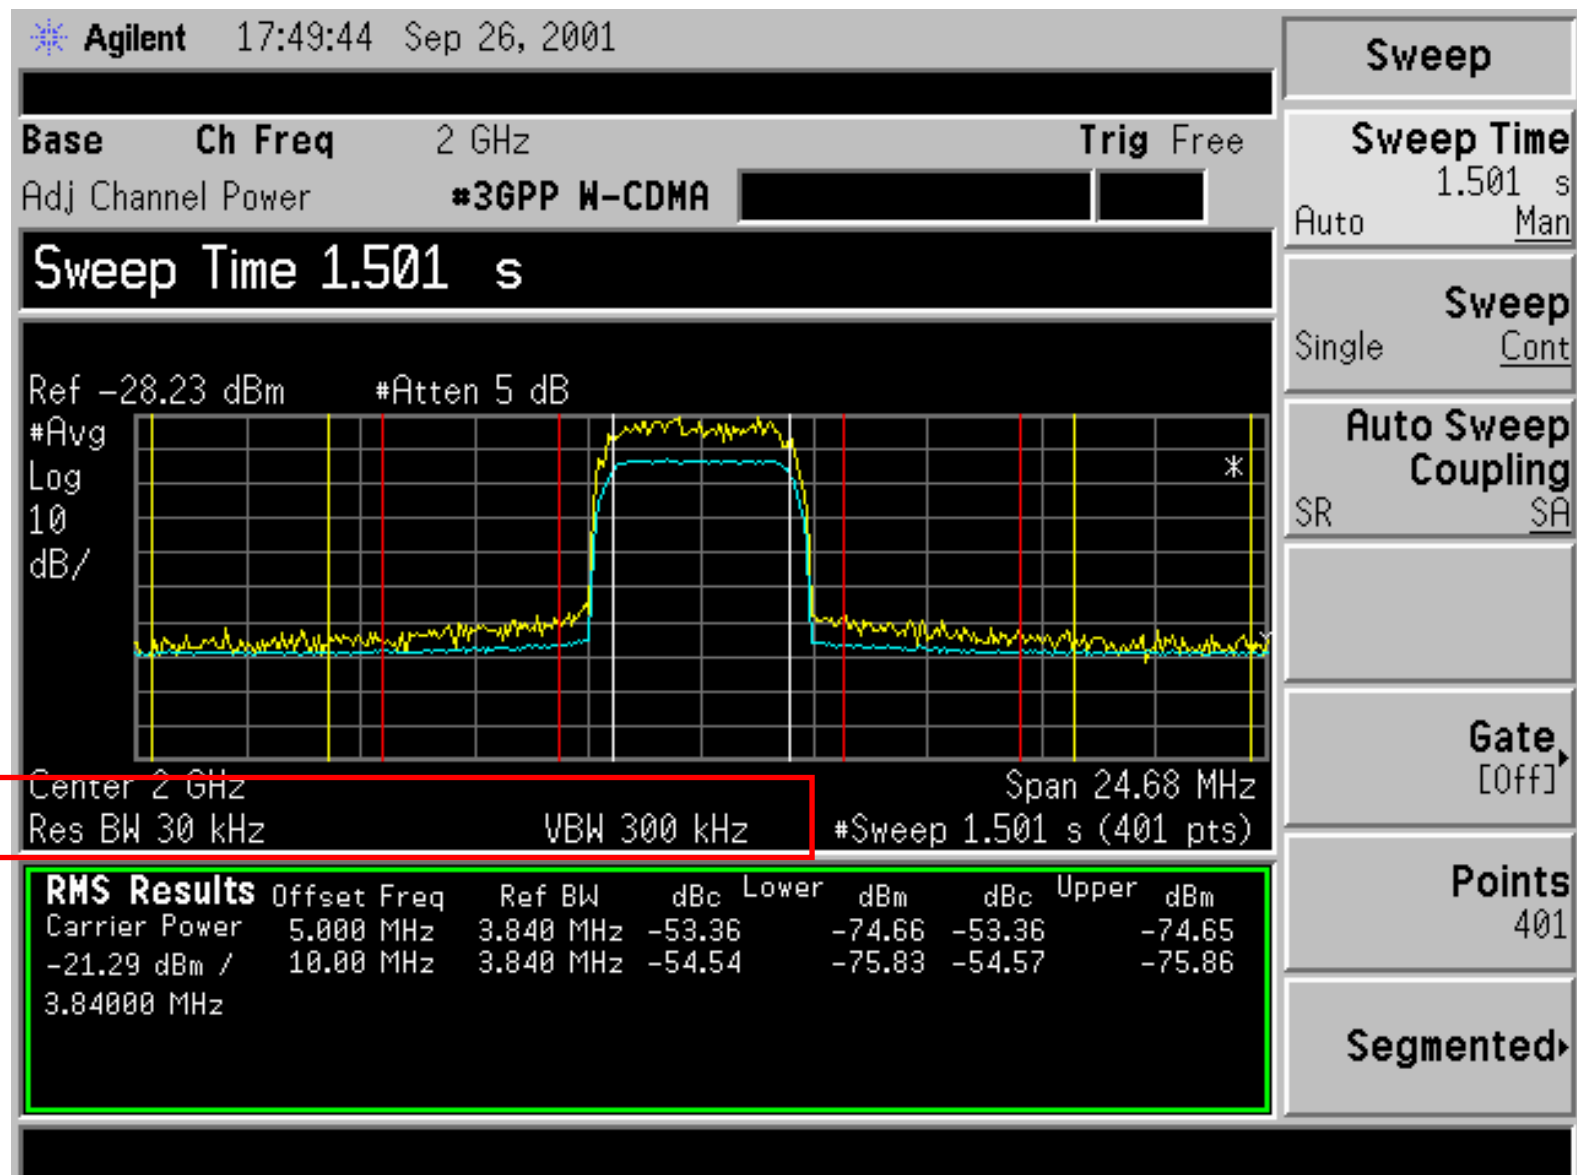 Agilent 17:49:44 Sep 26, 2001
Base Ch Freq 2 GHz Trig Free
Adj Channel Power #3GPP W-CDMA
Sweep Time 1.501 s
Ref -28.23 dBm #Atten 5 dB
#Avg
Log
10
dB/
Center 2 GHz Span 24.68 MHz
Res BW 30 kHz VBW 300 kHz #Sweep 1.501 s (401 pts)
RMS Results Offset Freq Ref BW dBc Lower dBm dBc Upper dBm
Carrier Power 5.000 MHz 3.840 MHz -53.36 -74.66 -53.36 -74.65
-21.29 dBm / 10.00 MHz 3.840 MHz -54.54 -75.83 -54.57 -75.86
3.84000 MHz
Sweep
Sweep Time
1.501 s
Auto Man
Sweep
Single Cont
Auto Sweep
Coupling
SR SA
Gate
[Off]
Points
401
Segmented